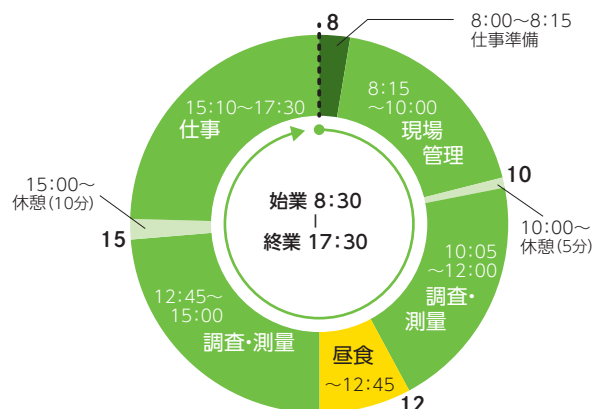 8
8:00〜8:15
仕事準備
8:15
〜10:00
現場
管理
10
10:00〜
休憩(5分)
10:05
〜12:00
調査・
測量
12
昼食
〜12:45
12:45〜
15:00
調査・測量
15
15:00〜
休憩(10分)
15:10〜17:30
仕事
始業 8:30
|
終業 17:30